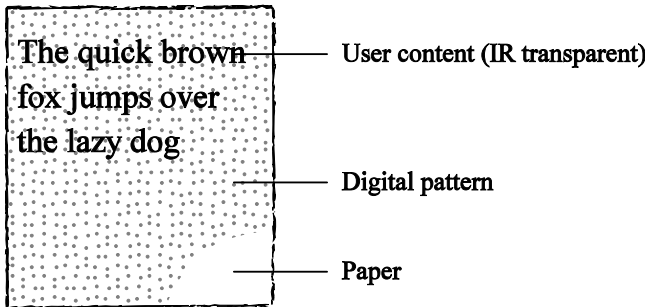 The quick brown
fox jumps over
the lazy dog
User content (IR transparent)
Digital pattern
Paper